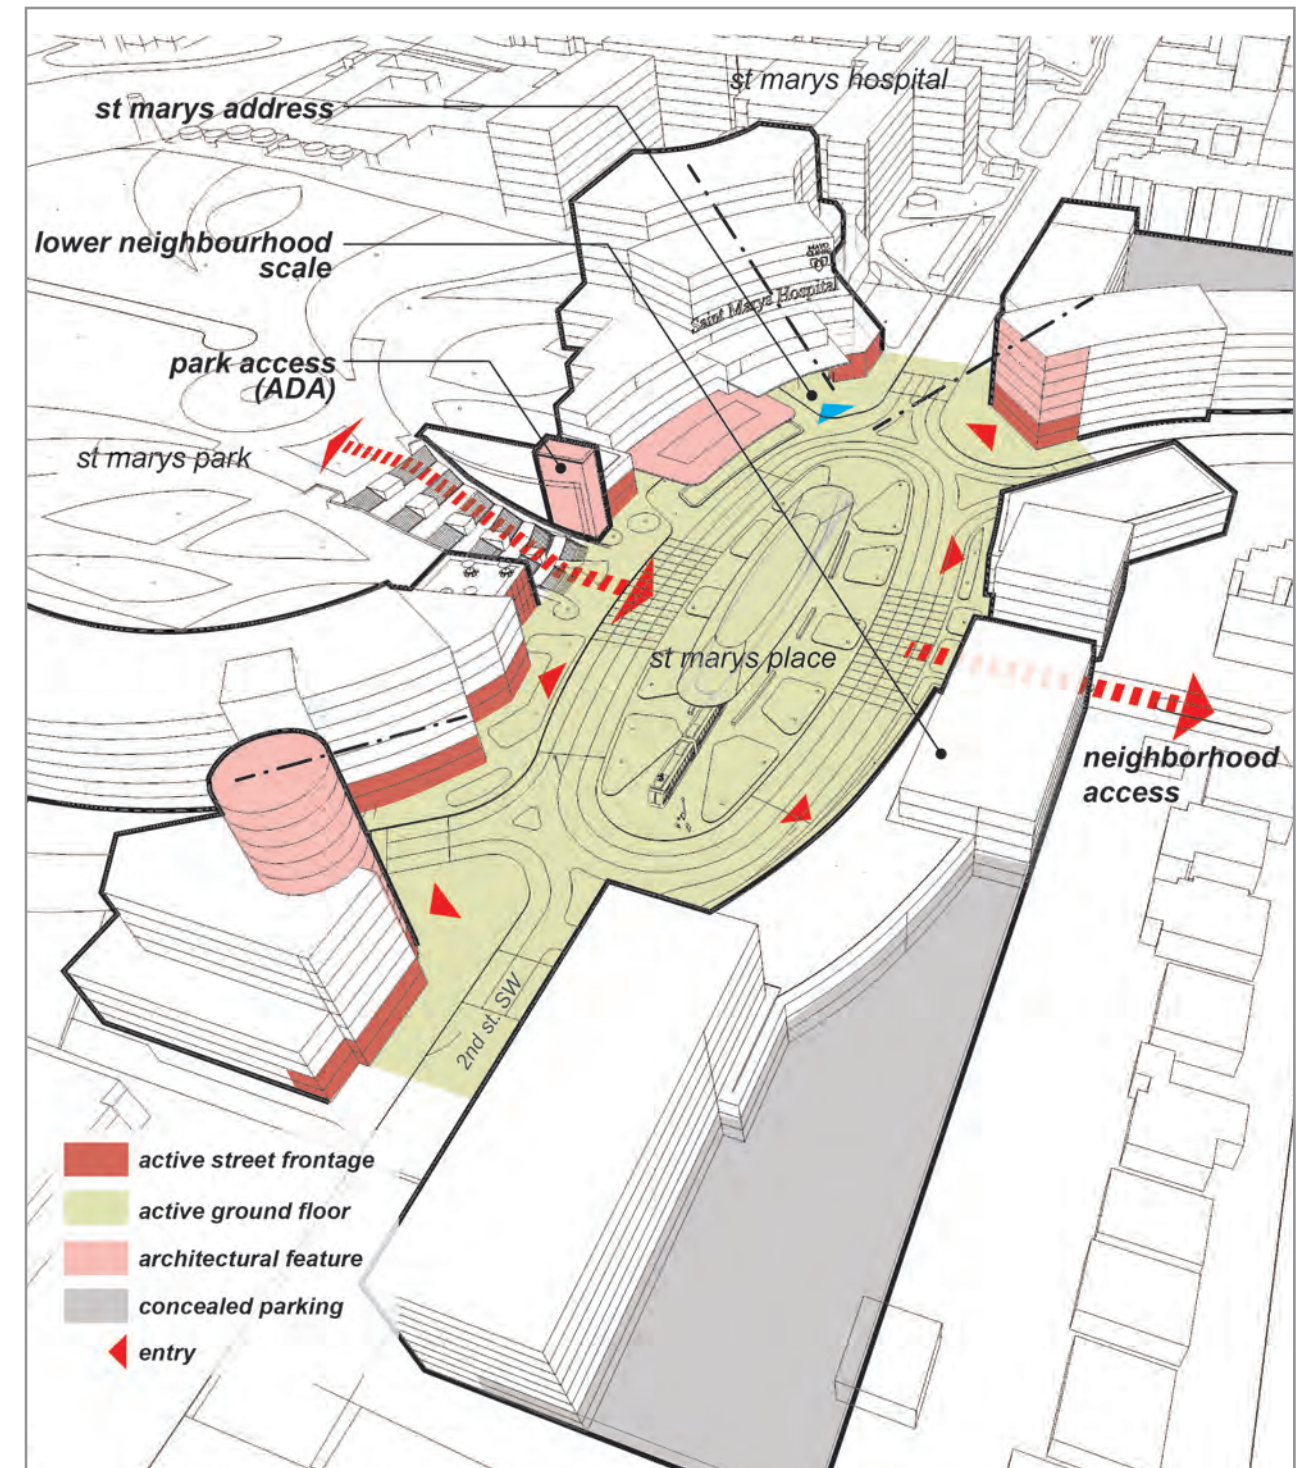 st marys hospital
st marys address
lower neighbourhood
scale
MAYO
Saint Marys Hospital
park access
(ADA)
st marys park
st marys place
neighborhood
access
2nd st. SW
active street frontage
active ground floor
architectural feature
concealed parking
entry